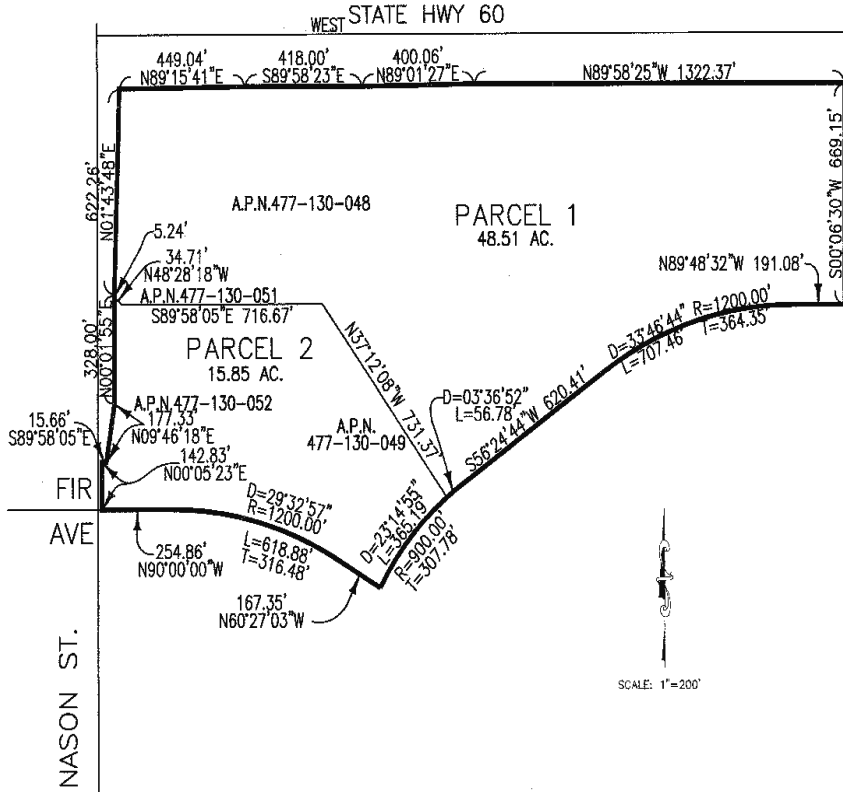 WEST STATE HWY 60
449.04'
N89°15'41"E
418.00'
S89°58'23"E
400.06'
N89°01'27"E
N89°58'25"W 1322.37'
622.26'
N01°43'48"E
A.P.N.477-130-048
PARCEL 1
48.51 AC.
S00°06'30"W 669.15'
5.24'
34.71'
N48°28'18"W
N89°48'32"W 191.08'
A.P.N.477-130-051
S89°58'05"E 716.67'
328.00'
N00°01'55"E
PARCEL 2
15.85 AC.
N37°12'08"W 731.37'
D=33°46'44" R=1200.00'
L=707.46' T=364.35'
A.P.N.477-130-052
177.33'
N09°46'18"E
15.66'
S89°58'05"E
D=03°36'52"
L=56.78'
S56°24'44"W 620.41'
A.P.N.
477-130-049
142.83'
N00°05'23"E
FIR
AVE
D=29°32'57"
R=1200.00'
L=618.88'
T=316.48'
D=23°14'55"
L=365.19'
R=900.00'
T=307.78'
254.86'
N90°00'00"W
167.35'
N60°27'03"W
NASON ST.
SCALE: 1"=200'